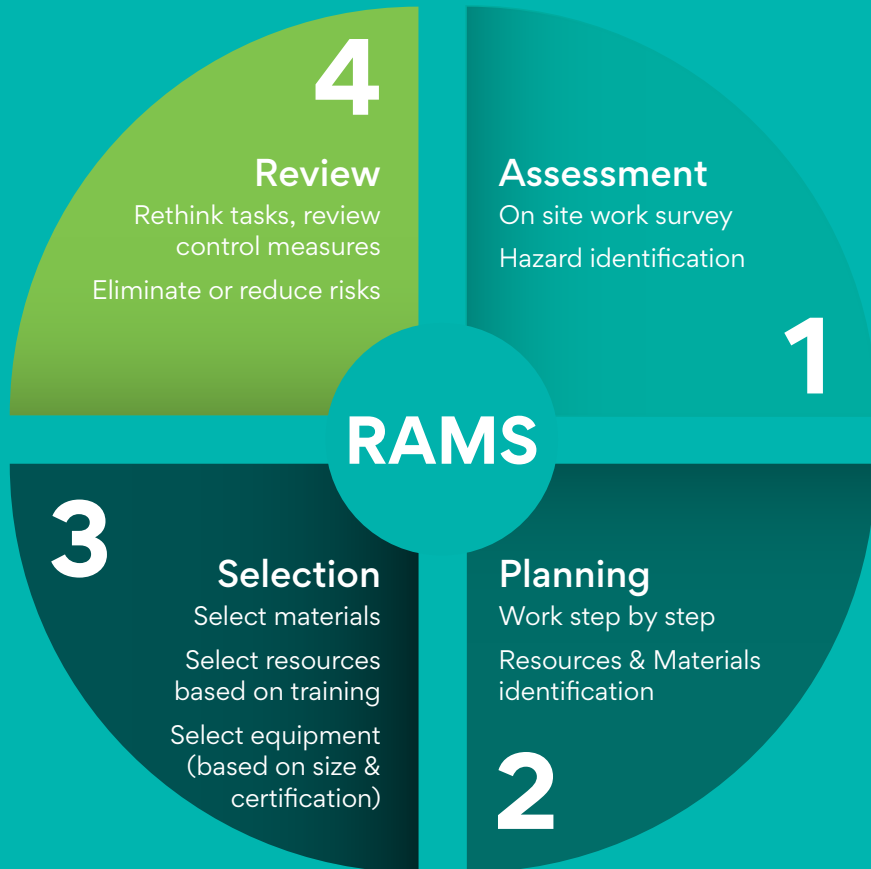 4
Review
Rethink tasks, review
control measures
Eliminate or reduce risks
Assessment
On site work survey
Hazard identification
1
RAMS
3
Selection
Select materials
Select resources
based on training
Select equipment
(based on size &
certification)
Planning
Work step by step
Resources & Materials
identification
2